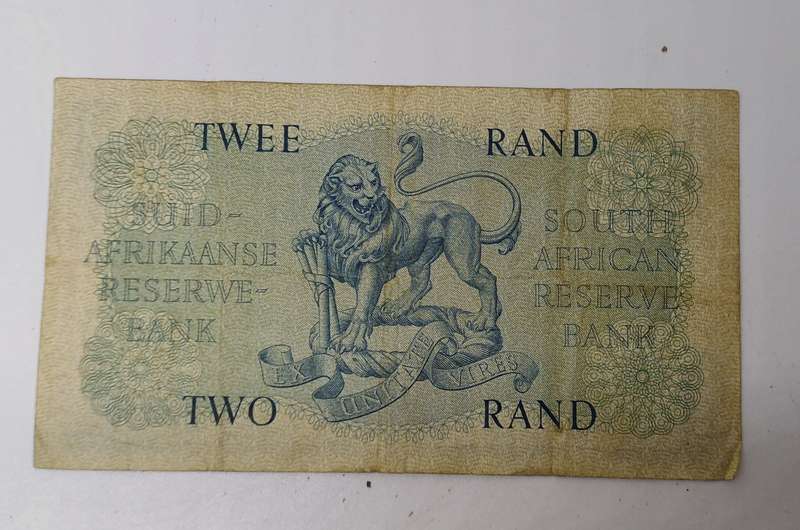 TWEE RAND
SUID-
AFRIKAANSE
RESERWE-
BANK
SOUTH
AFRICAN
RESERVE
BANK
EX UNITATE VIRES
TWO RAND